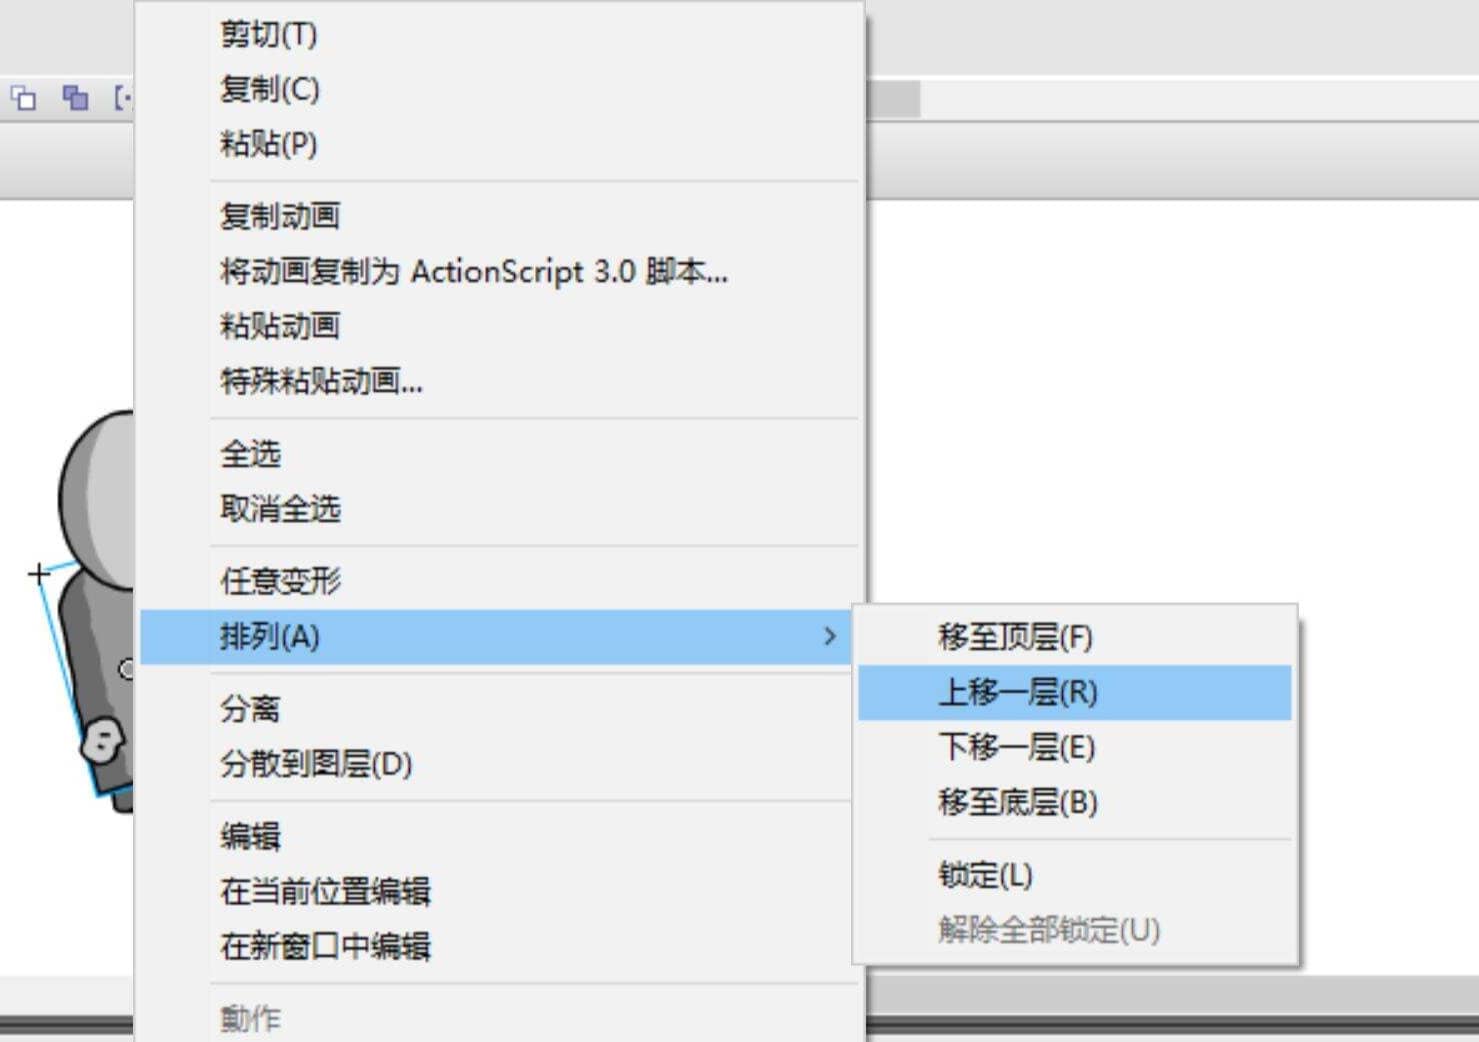 剪切(T)
复制(C)
粘贴(P)
复制动画
将动画复制为 ActionScript 3.0 脚本...
粘贴动画
特殊粘贴动画...
全选
取消全选
任意变形
排列(A)
移至顶层(F)
上移一层(R)
下移一层(E)
移至底层(B)
锁定(L)
解除全部锁定(U)
分离
分散到图层(D)
编辑
在当前位置编辑
在新窗口中编辑
動作